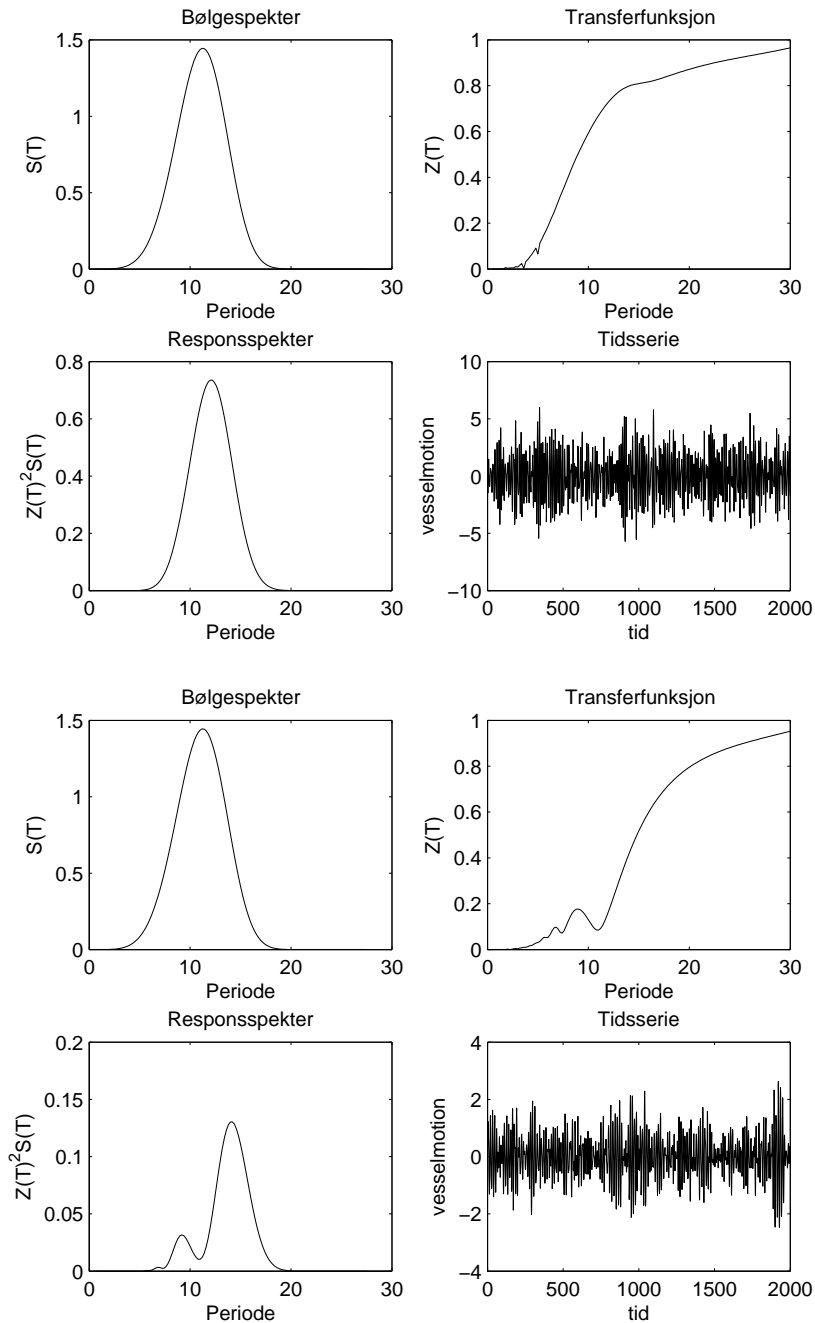 Bølgespekter
1.5
1
0.5
0
S(T)
0 10 20 30
Periode
Transferfunksjon
1
0.8
0.6
0.4
0.2
0
Z(T)
0 10 20 30
Periode
Responsspekter
0.8
0.6
0.4
0.2
0
Z(T)²S(T)
0 10 20 30
Periode
Tidsserie
10
5
0
−5
−10
vesselmotion
0 500 1000 1500 2000
tid
Bølgespekter
1.5
1
0.5
0
S(T)
0 10 20 30
Periode
Transferfunksjon
1
0.8
0.6
0.4
0.2
0
Z(T)
0 10 20 30
Periode
Responsspekter
0.2
0.15
0.1
0.05
0
Z(T)²S(T)
0 10 20 30
Periode
Tidsserie
4
2
0
−2
−4
vesselmotion
0 500 1000 1500 2000
tid